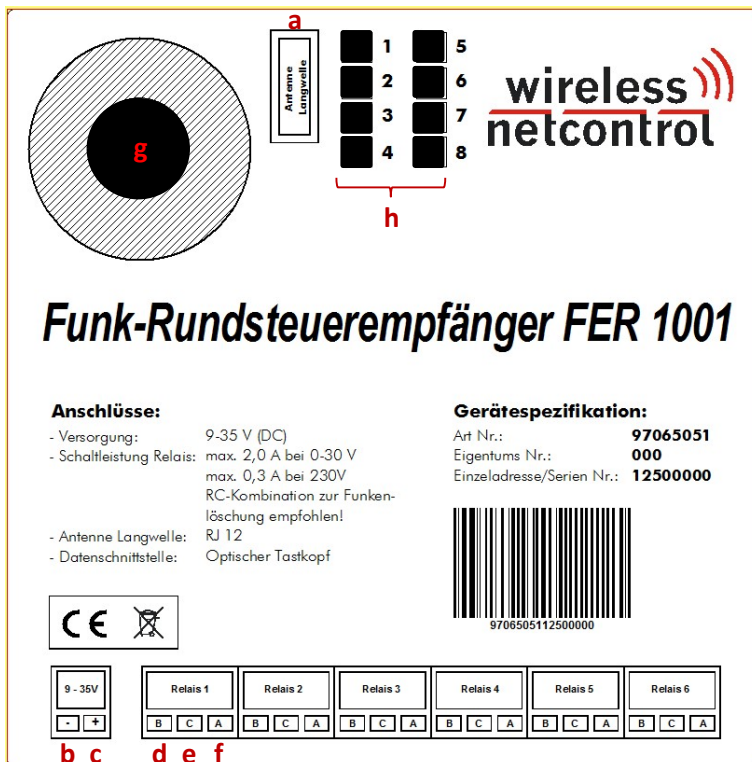 a
Antenne
Langwelle
1 5
2 6
3 7
4 8
wireless
netcontrol
g
h
Funk-Rundsteuerempfänger FER 1001
Anschlüsse:
- Versorgung: 9-35 V (DC)
- Schaltleistung Relais: max. 2,0 A bei 0-30 V
max. 0,3 A bei 230V
RC-Kombination zur Funken-
löschung empfohlen!
- Antenne Langwelle: RJ 12
- Datenschnittstelle: Optischer Tastkopf
Gerätespezifikation:
Art Nr.: 97065051
Eigentums Nr.: 000
Einzeladresse/Serien Nr.: 12500000
9706505112500000
CE
9 - 35V Relais 1 Relais 2 Relais 3 Relais 4 Relais 5 Relais 6
- + B C A B C A B C A B C A B C A B C A
b c d e f